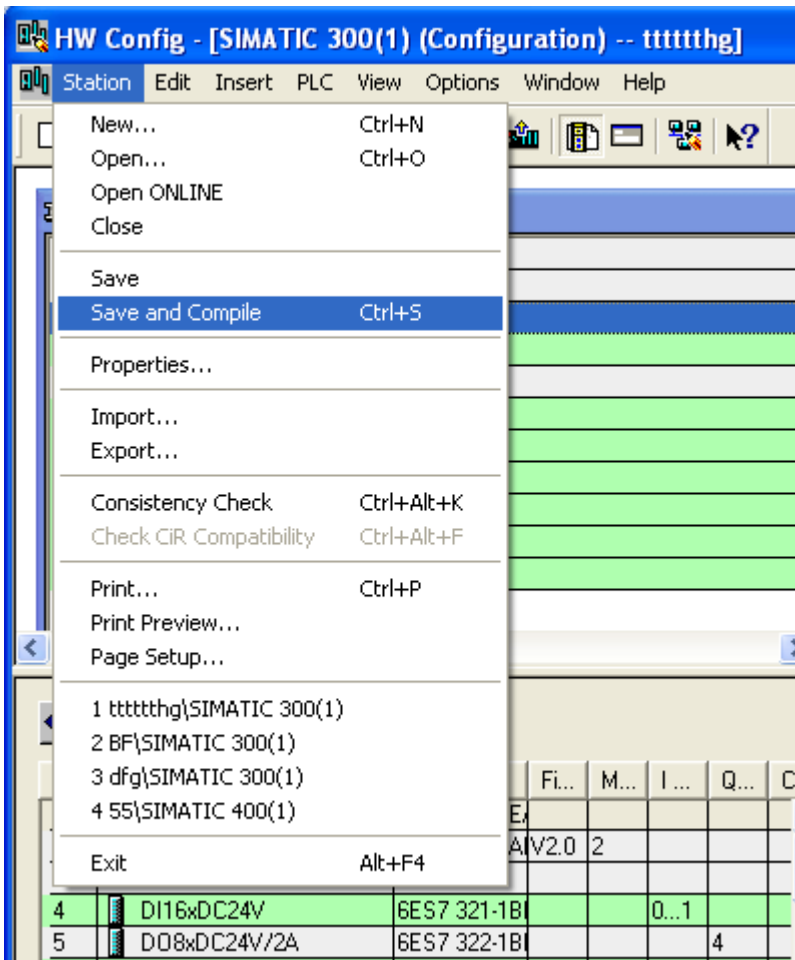 HW Config - [SIMATIC 300(1) (Configuration) -- tttttthg]
Station Edit Insert PLC View Options Window Help
New... Ctrl+N
Open... Ctrl+O
Open ONLINE
Close
Save
Save and Compile Ctrl+S
Properties...
Import...
Export...
Consistency Check Ctrl+Alt+K
Check CiR Compatibility Ctrl+Alt+F
Print... Ctrl+P
Print Preview...
Page Setup...
1 tttttthg\SIMATIC 300(1)
2 BF\SIMATIC 300(1)
3 dfg\SIMATIC 300(1)
4 55\SIMATIC 400(1)
Exit Alt+F4
Fi... M... I ... Q...
V2.0 2
4 DI16xDC24V 6ES7 321-1B 0...1
5 DO8xDC24V/2A 6ES7 322-1B 4